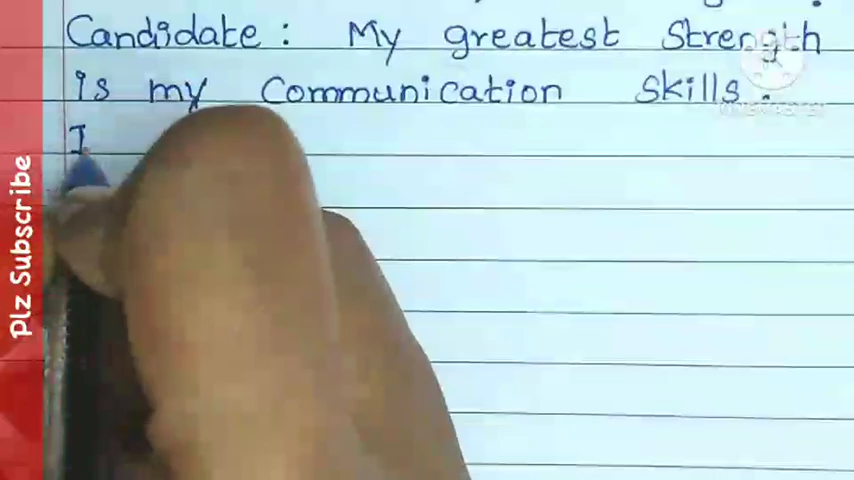 Candidate: My greatest Strength
is my Communication Skills.
I
Plz Subscribe